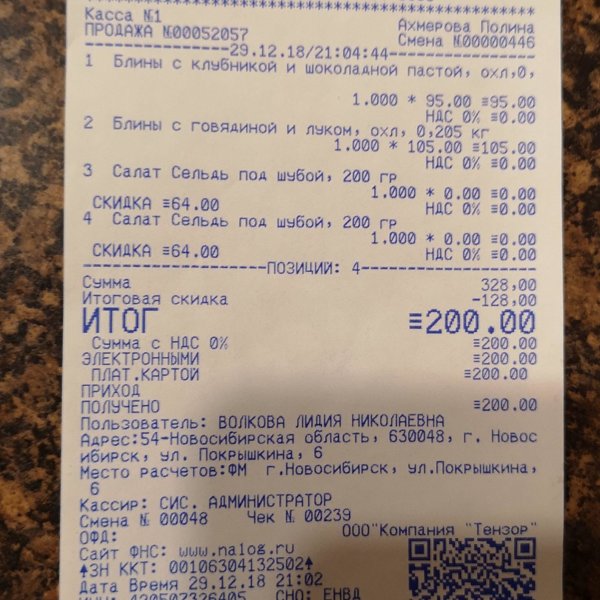 Касса №1
Ахмерова Полина
ПРОДАЖА №00052057
Смена №00000446
29.12.18/21:04:44
1 Блины с клубникой и шоколадной пастой, охл,0,
1.000 * 95.00 ≡95.00
НДС 0% ≡0.00
2 Блины с говядиной и луком, охл, 0,205 кг
1.000 * 105.00 ≡105.00
НДС 0% ≡0.00
3 Салат Сельдь под шубой, 200 гр
1.000 * 0.00 ≡0.00
СКИДКА ≡64.00 НДС 0% ≡0.00
4 Салат Сельдь под шубой, 200 гр
1.000 * 0.00 ≡0.00
СКИДКА ≡64.00 НДС 0% ≡0.00
ПОЗИЦИЙ: 4
Сумма 328,00
Итоговая скидка -128,00
ИТОГ ≡200.00
Сумма с НДС 0% ≡200.00
ЭЛЕКТРОННЫМИ ≡200.00
ПЛАТ.КАРТОЙ ≡200.00
ПРИХОД
ПОЛУЧЕНО ≡200.00
Пользователь: ВОЛКОВА ЛИДИЯ НИКОЛАЕВНА
Адрес:54-Новосибирская область, 630048, г. Новос
ибирск, ул. Покрышкина, 6
Место расчетов:ФМ г.Новосибирск, ул.Покрышкина,
6
Кассир: СИС. АДМИНИСТРАТОР
Смена № 00048 Чек № 00239
ОФД: ООО"Компания "Тензор"
Сайт ФНС: www.nalog.ru
ЗН ККТ: 00106304132502
Дата Время 29.12.18 21:02
СНО: ЕНВД